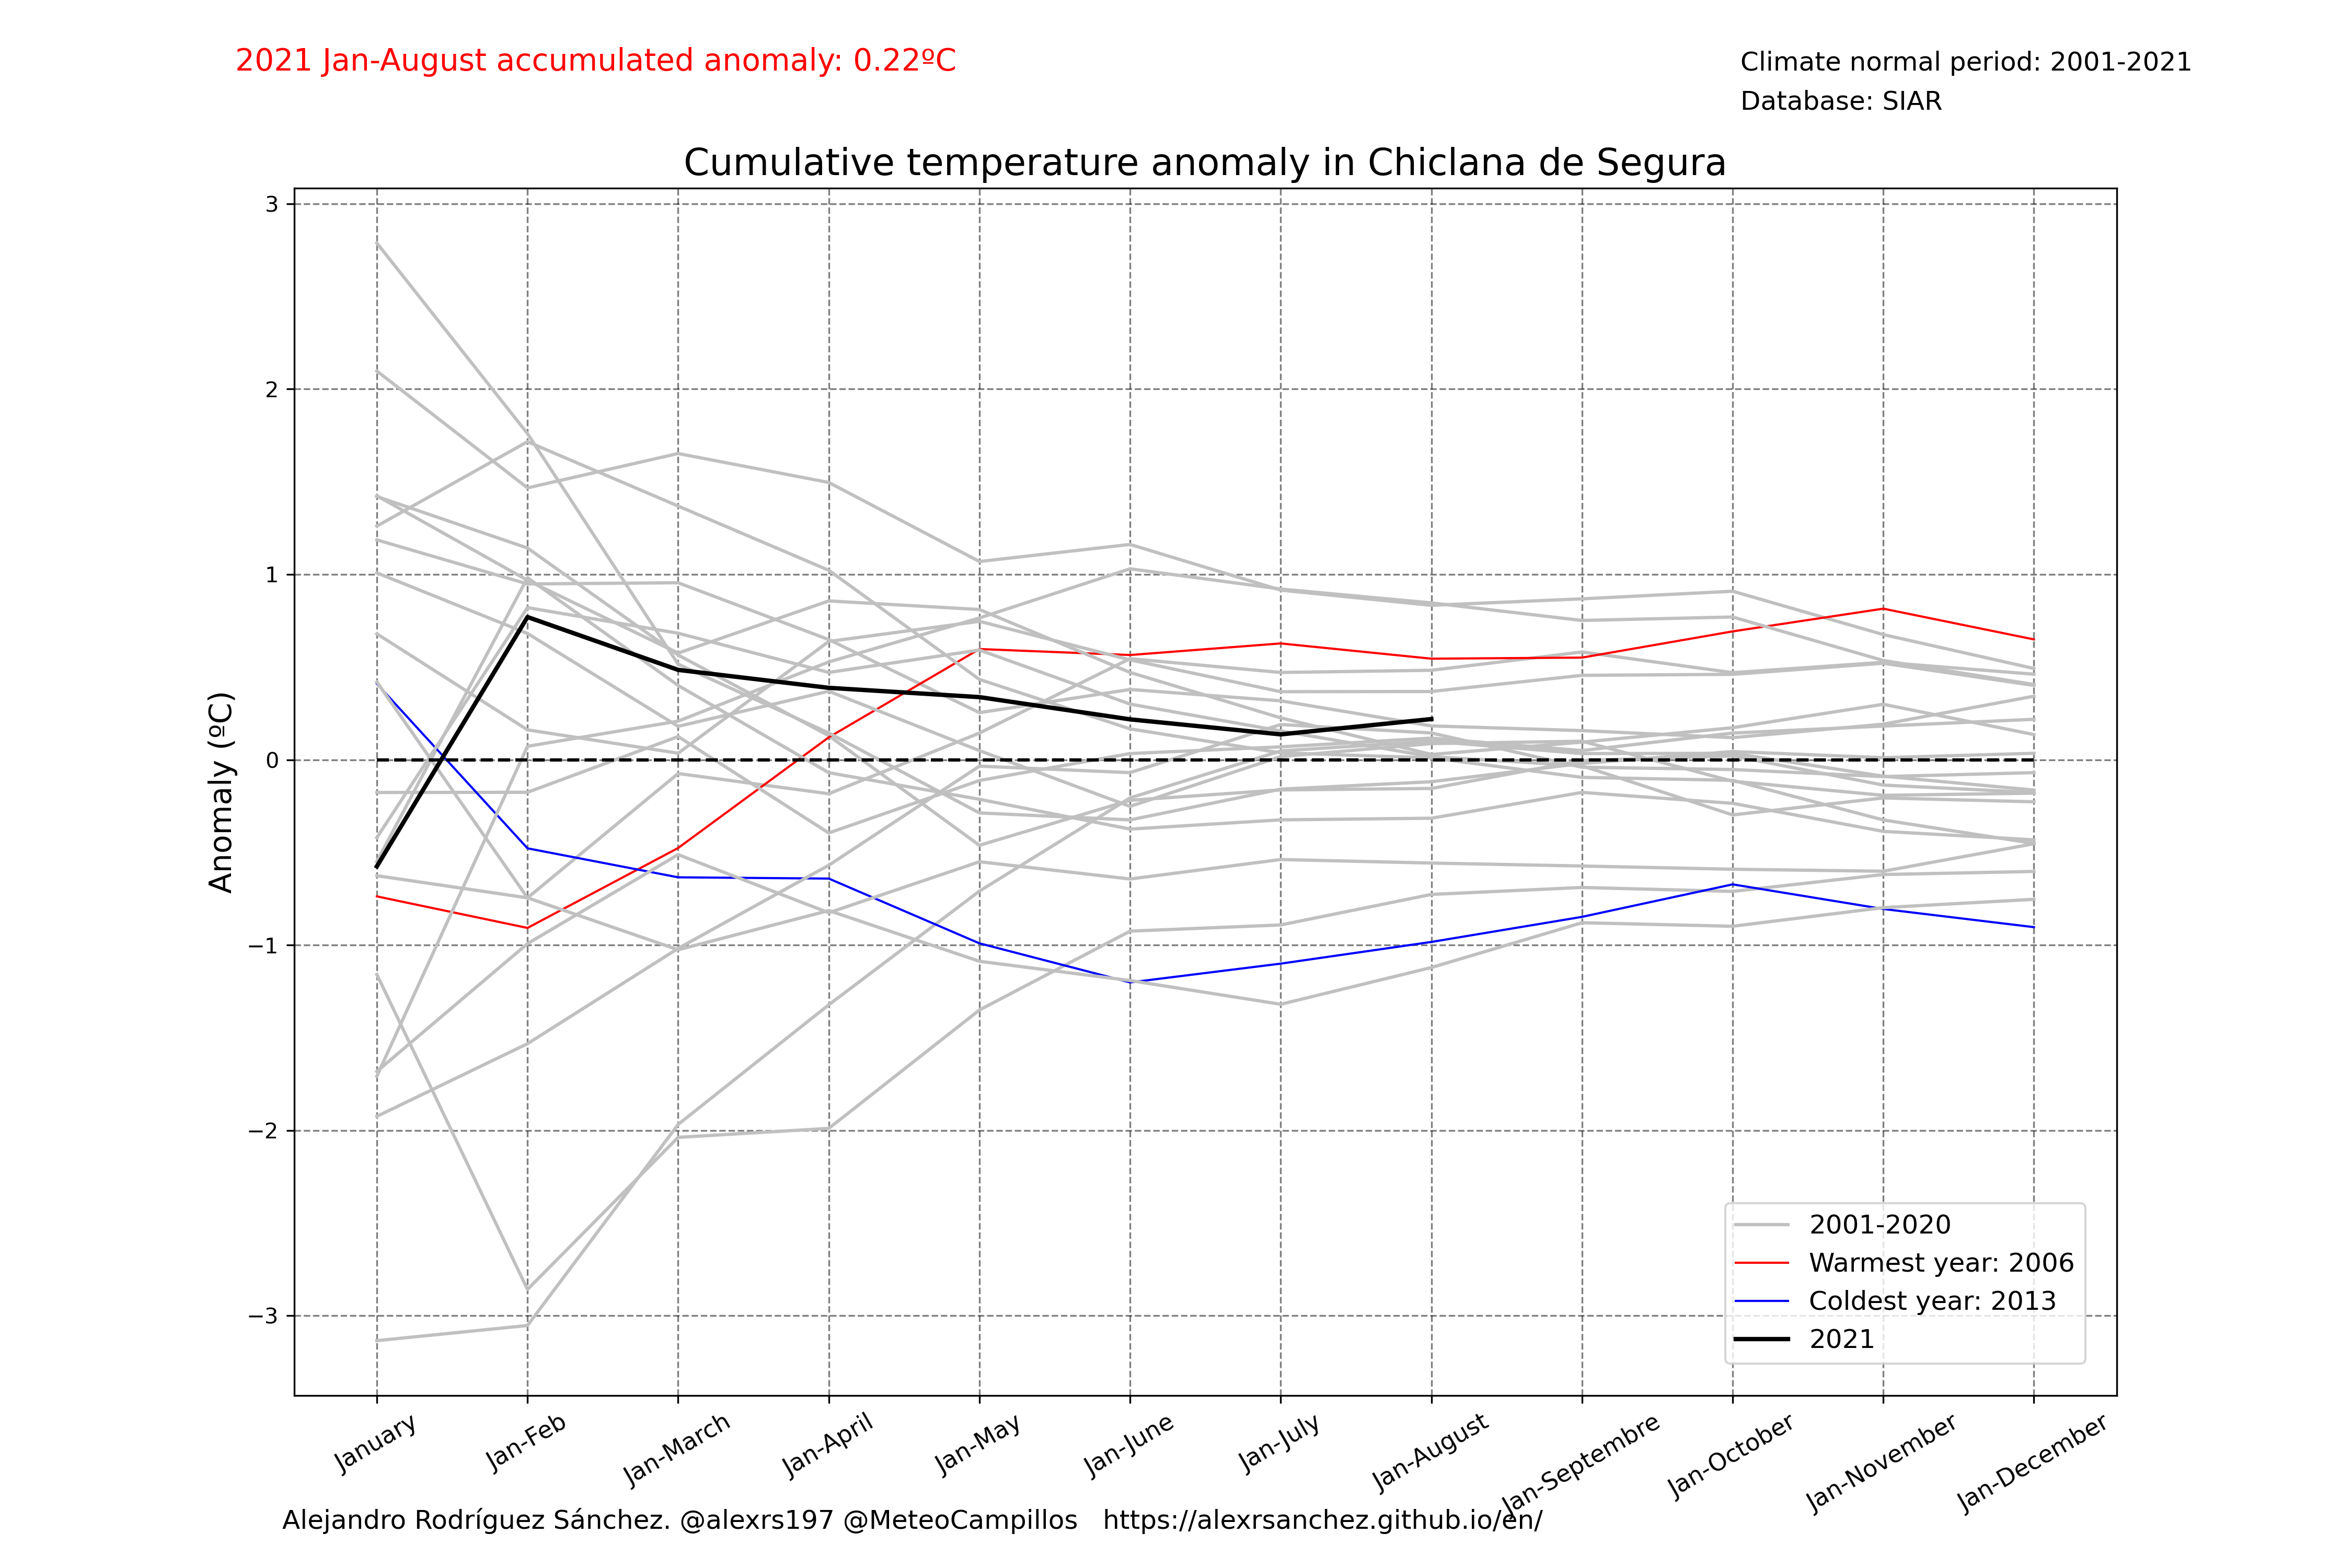 2021 Jan-August accumulated anomaly: 0.22ºC
Climate normal period: 2001-2021
Database: SIAR
Cumulative temperature anomaly in Chiclana de Segura
Anomaly (ºC)
3
2
1
0
−1
−2
−3
2001-2020
Warmest year: 2006
Coldest year: 2013
2021
January
Jan-Feb
Jan-March
Jan-April
Jan-May
Jan-June
Jan-July
Jan-August
Jan-Septembre
Jan-October
Jan-November
Jan-December
Alejandro Rodríguez Sánchez. @alexrs197 @MeteoCampillos   https://alexrsanchez.github.io/en/